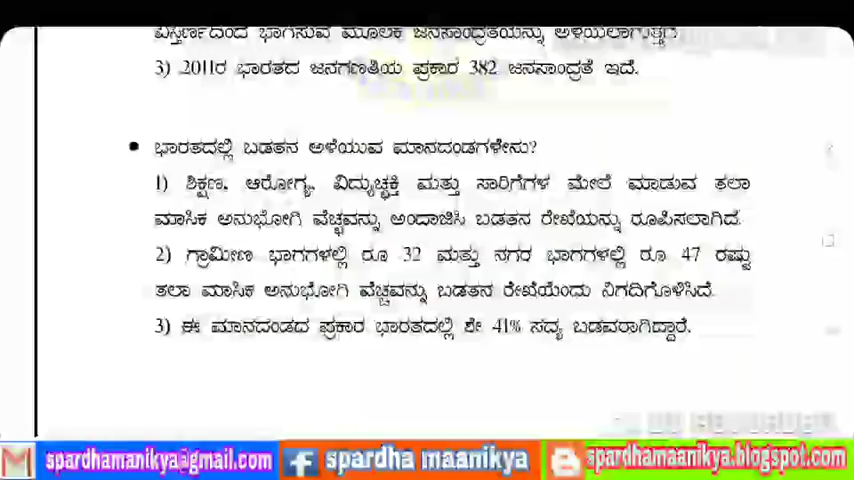 ವಿಸ್ತೀರ್ಣದಿಂದ ಭಾಗಿಸುವ ಮೂಲಕ ಜನಸಾಂದ್ರತೆಯನ್ನು ಅಳೆಯಲಾಗುತ್ತದೆ
3) 2011ರ ಭಾರತದ ಜನಗಣತಿಯ ಪ್ರಕಾರ 382 ಜನಸಾಂದ್ರತೆ ಇದೆ.
• ಭಾರತದಲ್ಲಿ ಬಡತನ ಅಳೆಯುವ ಮಾನದಂಡಗಳೇನು?
1) ಶಿಕ್ಷಣ, ಆರೋಗ್ಯ, ವಿದ್ಯುಚ್ಛಕ್ತಿ ಮತ್ತು ಸಾರಿಗೆಗಳ ಮೇಲೆ ಮಾಡುವ ತಲಾ
ಮಾಸಿಕ ಅನುಭೋಗಿ ವೆಚ್ಛವನ್ನು ಅಂದಾಜಿಸಿ ಬಡತನ ರೇಖೆಯನ್ನು ರೂಪಿಸಲಾಗಿದೆ.
2) ಗ್ರಾಮೀಣ ಭಾಗಗಳಲ್ಲಿ ರೂ 32 ಮತ್ತು ನಗರ ಭಾಗಗಳಲ್ಲಿ ರೂ 47 ರಷ್ಟು
ತಲಾ ಮಾಸಿಕ ಅನುಭೋಗಿ ವೆಚ್ಚವನ್ನು ಬಡತನ ರೇಖೆಯೆಂದು ನಿಗದಿಗೊಳಿಸಿದೆ.
3) ಈ ಮಾನದಂಡದ ಪ್ರಕಾರ ಭಾರತದಲ್ಲಿ ಶೇ 41% ಸದ್ಯ ಬಡವರಾಗಿದ್ದಾರೆ.
spardhamanikya@gmail.com spardha maanikya spardhamaanikya.blogspot.com